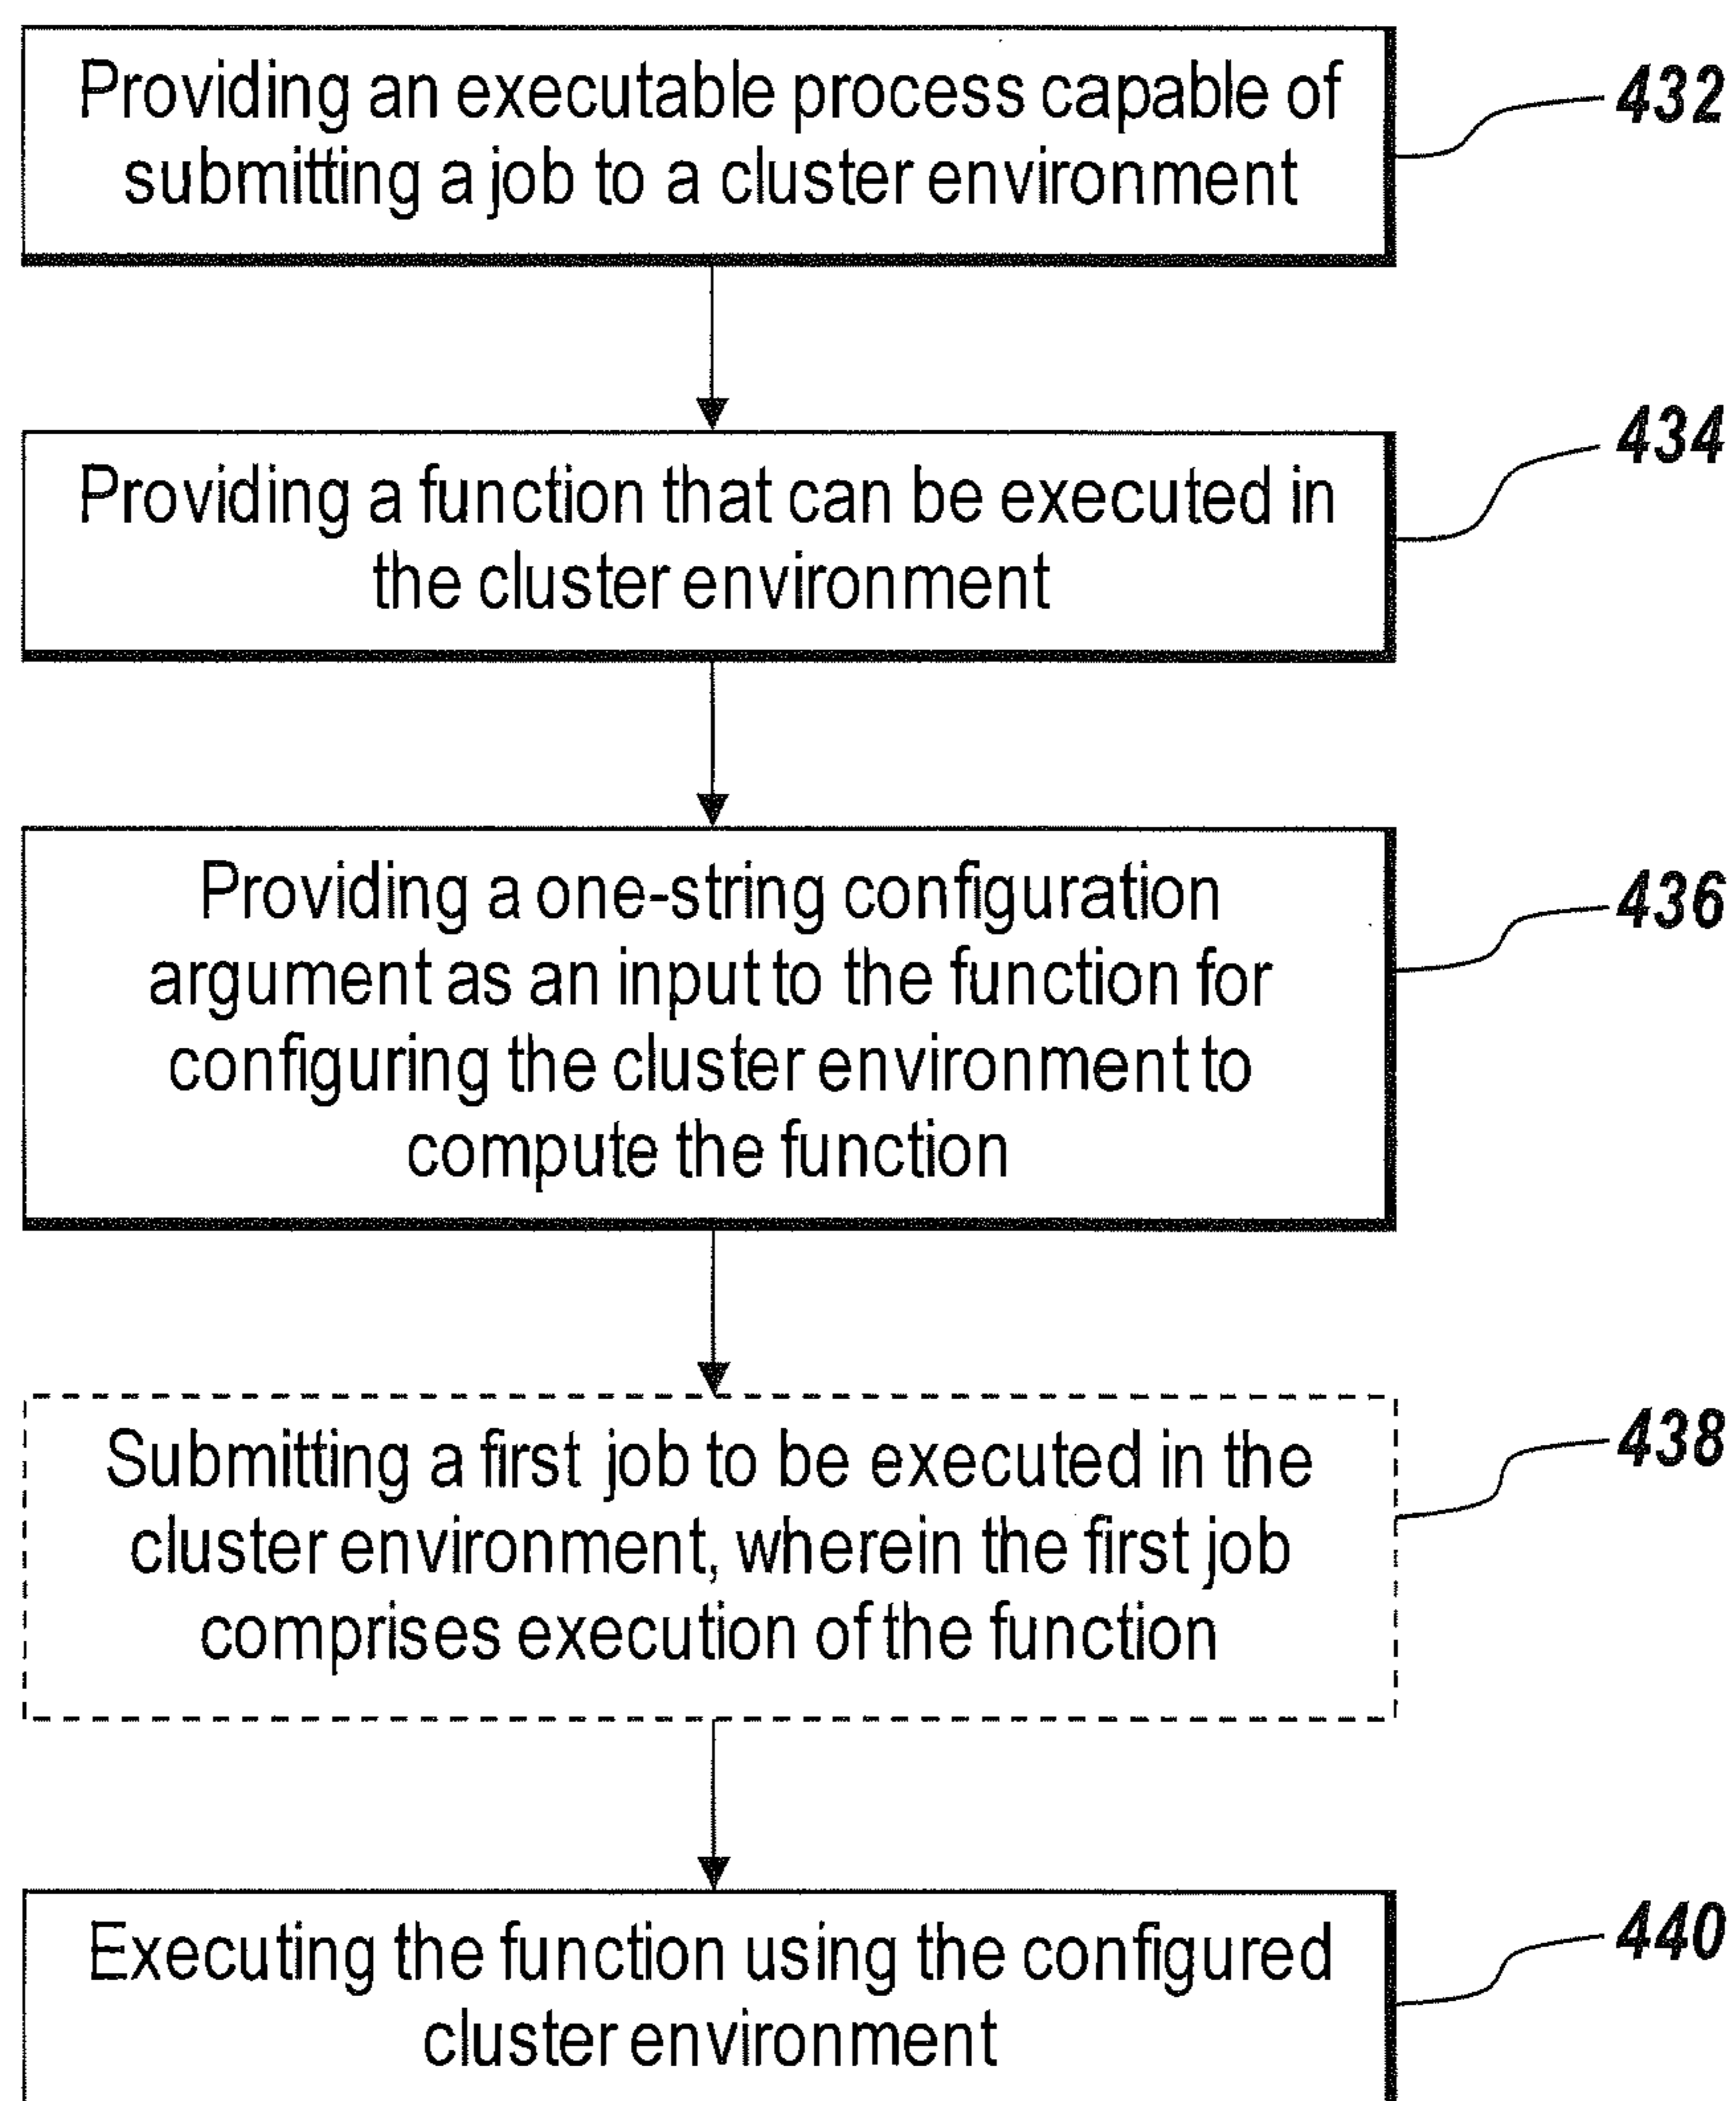 Providing an executable process capable of
submitting a job to a cluster environment
432
Providing a function that can be executed in
the cluster environment
434
Providing a one-string configuration
argument as an input to the function for
configuring the cluster environment to
compute the function
436
Submitting a first job to be executed in the
cluster environment, wherein the first job
comprises execution of the function
438
Executing the function using the configured
cluster environment
440